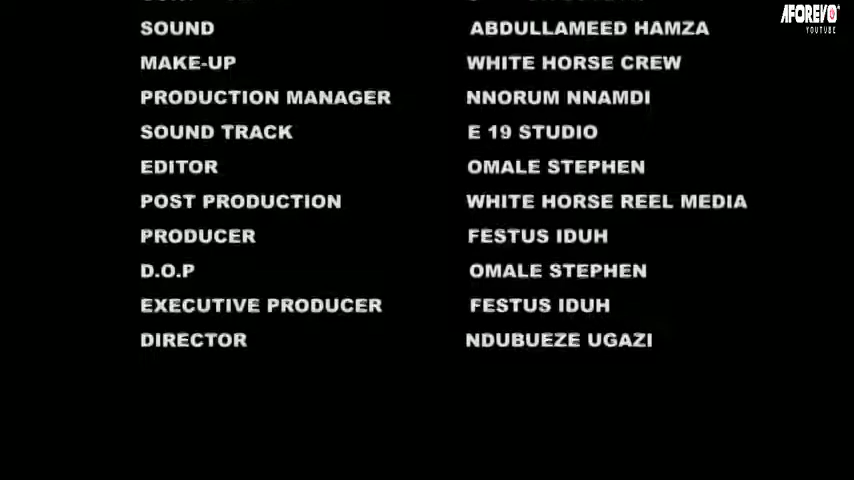 AFOREVO
YOUTUBE
SOUND ABDULLAMEED HAMZA
MAKE-UP WHITE HORSE CREW
PRODUCTION MANAGER NNORUM NNAMDI
SOUND TRACK E 19 STUDIO
EDITOR OMALE STEPHEN
POST PRODUCTION WHITE HORSE REEL MEDIA
PRODUCER FESTUS IDUH
D.O.P OMALE STEPHEN
EXECUTIVE PRODUCER FESTUS IDUH
DIRECTOR NDUBUEZE UGAZI